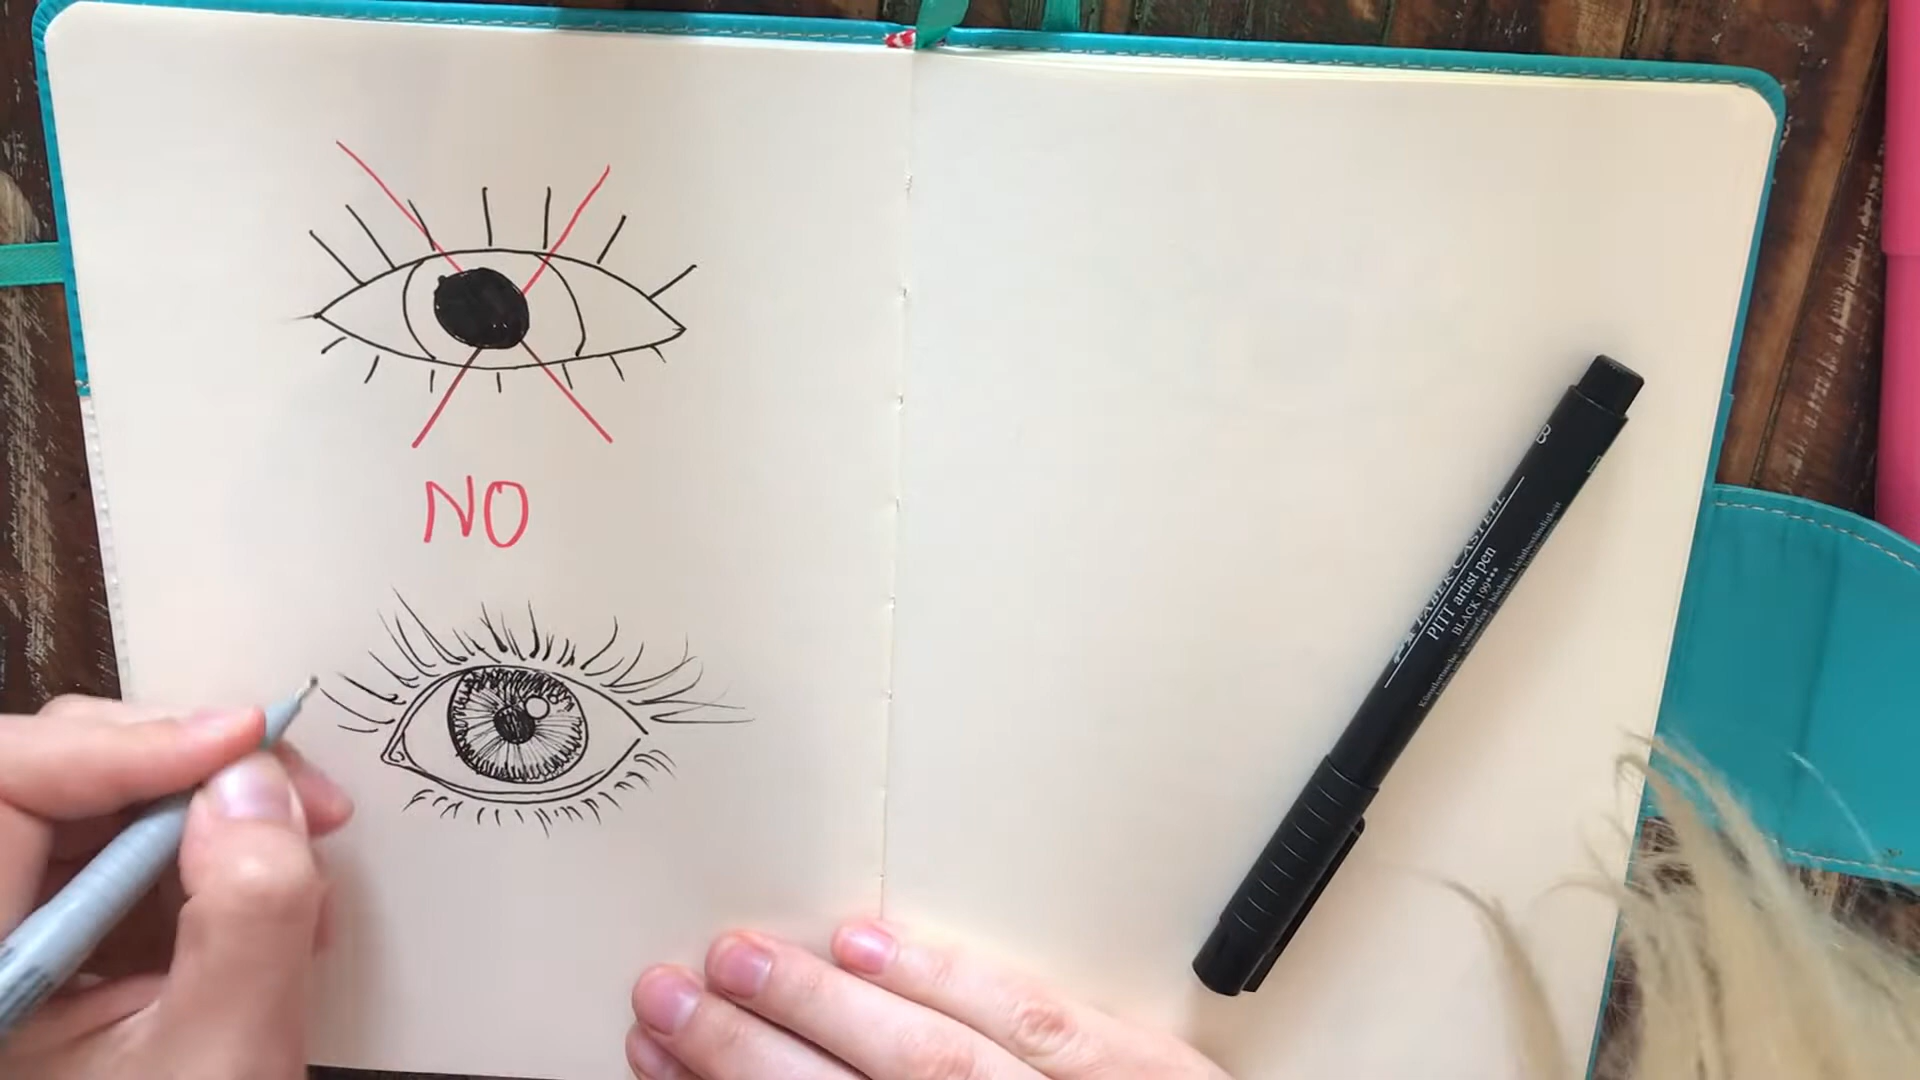 NO
B
FABER-CASTELL
PITT artist pen
BLACK 199***